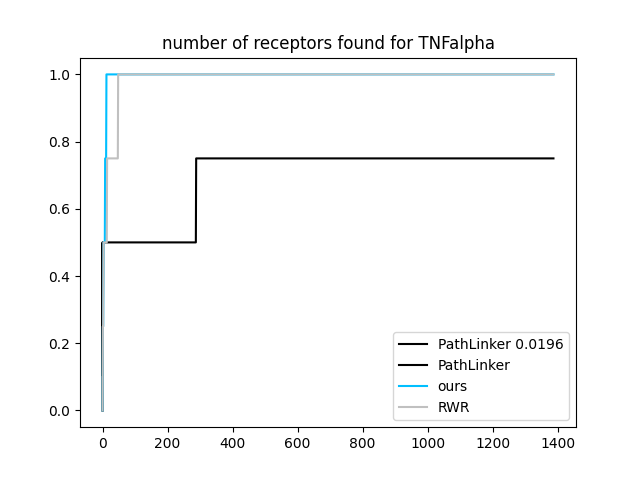 number of receptors found for TNFalpha
1.0
0.8
0.6
0.4
0.2
0.0
PathLinker 0.0196
PathLinker
ours
RWR
0 200 400 600 800 1000 1200 1400